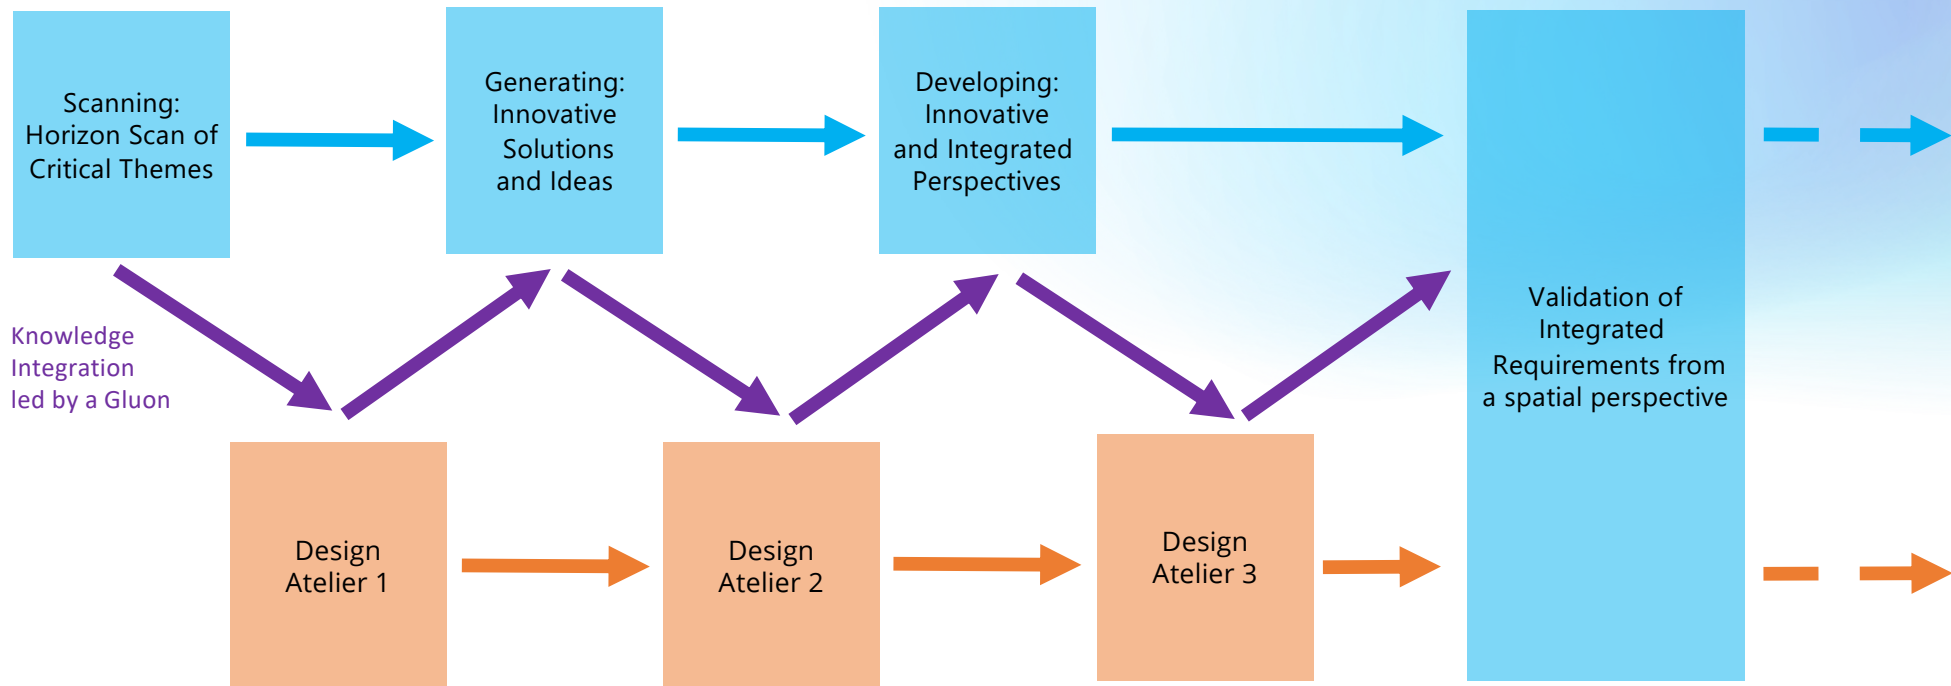 Scanning:
Horizon Scan of
Critical Themes
Generating:
Innovative
Solutions
and Ideas
Developing:
Innovative
and Integrated
Perspectives
Validation of
Integrated
Requirements from
a spatial perspective
Knowledge
Integration
led by a Gluon
Design
Atelier 1
Design
Atelier 2
Design
Atelier 3